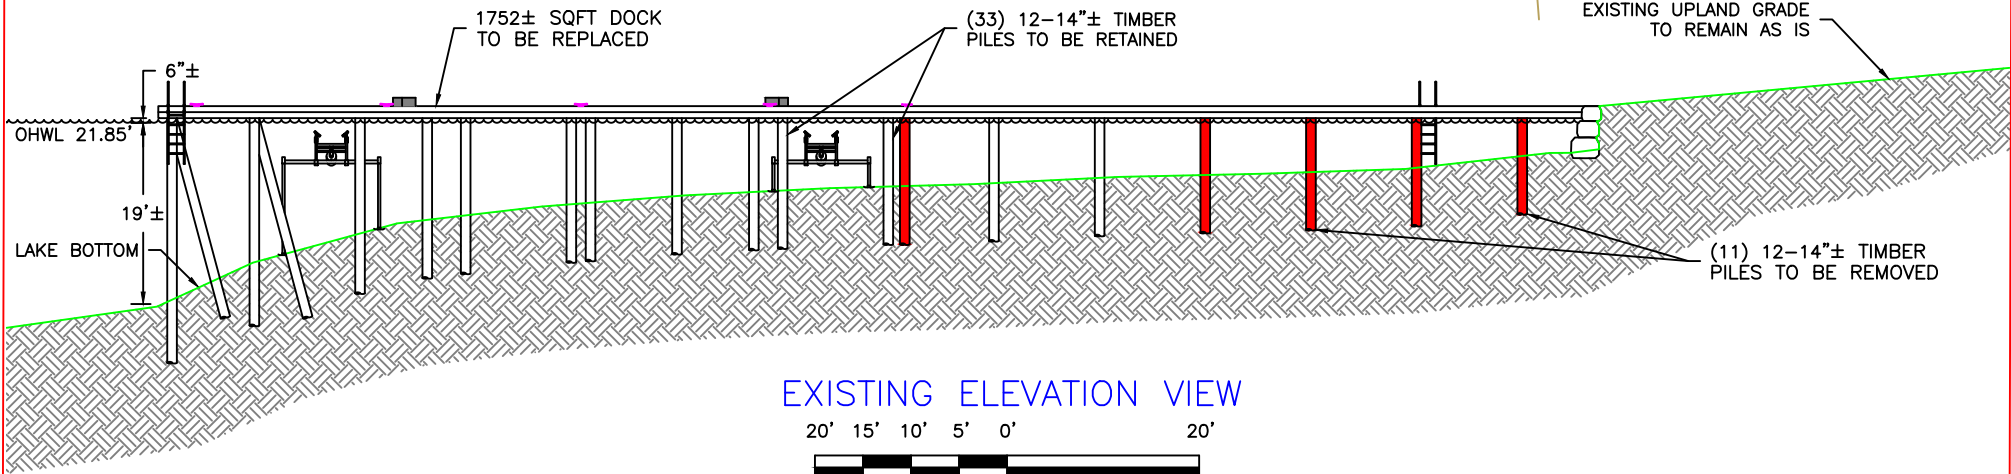 1752± SQFT DOCK
TO BE REPLACED
(33) 12-14"± TIMBER
PILES TO BE RETAINED
EXISTING UPLAND GRADE
TO REMAIN AS IS
6"±
OHWL 21.85'
19'±
LAKE BOTTOM
(11) 12-14"± TIMBER
PILES TO BE REMOVED
EXISTING ELEVATION VIEW
20' 15' 10' 5' 0' 20'